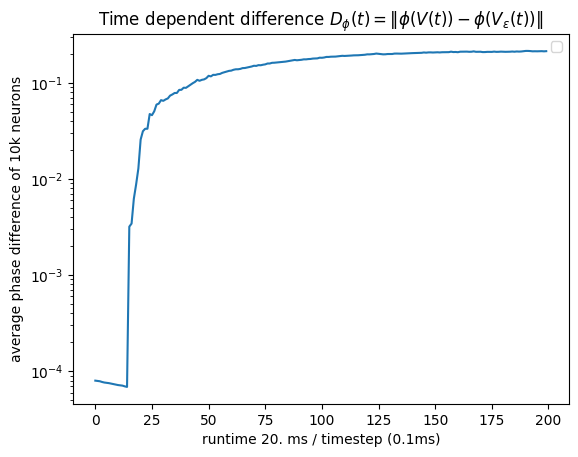 Time dependent difference $D_\phi(t) = \|\phi(V(t)) - \phi(V_\varepsilon(t))\|$
average phase difference of 10k neurons
10⁻¹
10⁻²
10⁻³
10⁻⁴
0 25 50 75 100 125 150 175 200
runtime 20. ms / timestep (0.1ms)